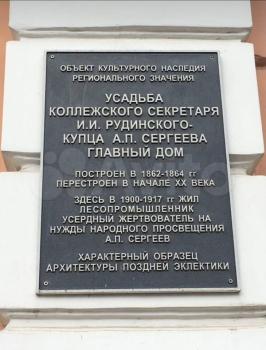 ОБЪЕКТ КУЛЬТУРНОГО НАСЛЕДИЯ
РЕГИОНАЛЬНОГО ЗНАЧЕНИЯ
УСАДЬБА
КОЛЛЕЖСКОГО СЕКРЕТАРЯ
И.И. РУДИНСКОГО-
КУПЦА А.П. СЕРГЕЕВА
ГЛАВНЫЙ ДОМ
ПОСТРОЕН В 1862-1864 гг
ПЕРЕСТРОЕН В НАЧАЛЕ XX ВЕКА
ЗДЕСЬ В 1900-1917 гг ЖИЛ
ЛЕСОПРОМЫШЛЕННИК
УСЕРДНЫЙ ЖЕРТВОВАТЕЛЬ НА
НУЖДЫ НАРОДНОГО ПРОСВЕЩЕНИЯ
А.П. СЕРГЕЕВ
ХАРАКТЕРНЫЙ ОБРАЗЕЦ
АРХИТЕКТУРЫ ПОЗДНЕЙ ЭКЛЕКТИКИ